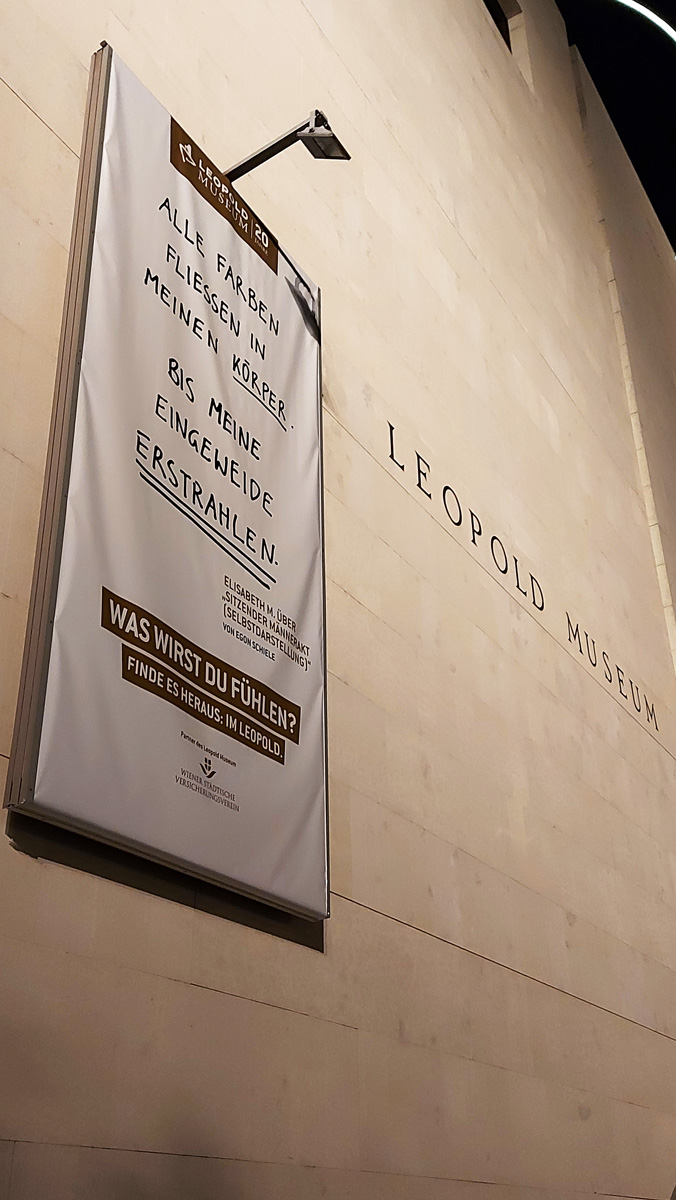 LEOPOLD
MUSEUM
20
ALLE FARBEN
FLIESSEN IN
MEINEN KÖRPER.
BIS MEINE
EINGEWEIDE
ERSTRAHLEN.
ELISABETH M. ÜBER
„SITZENDER MÄNNERAKT
(SELBSTDARSTELLUNG)“
VON EGON SCHIELE
WAS WIRST DU FÜHLEN?
FINDE ES HERAUS: IM LEOPOLD.
Partner des Leopold Museum
WIENER STÄDTISCHE
VERSICHERUNGSVEREIN
LEOPOLD MUSEUM